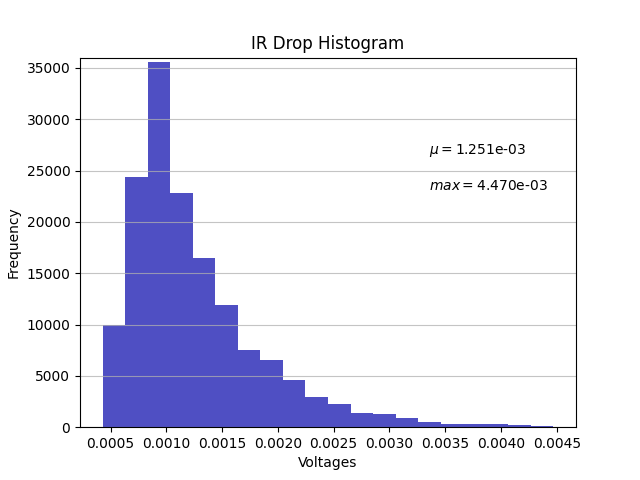 IR Drop Histogram
35000
30000
25000
20000
15000
10000
5000
0
Frequency
μ = 1.251e-03
max = 4.470e-03
0.0005 0.0010 0.0015 0.0020 0.0025 0.0030 0.0035 0.0040 0.0045
Voltages